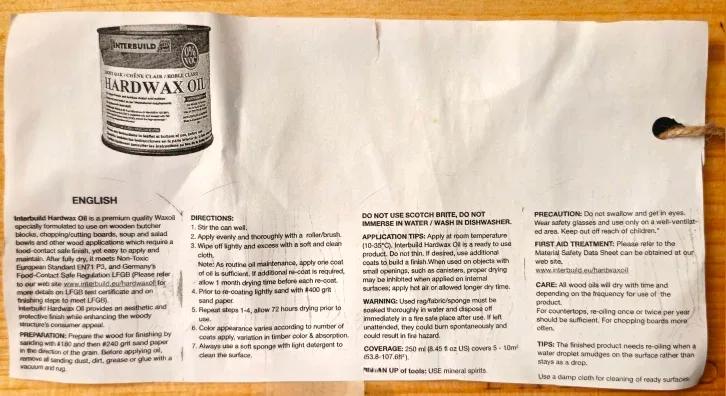 INTERBUILD
0%
VOC
LIGHT OAK / CHÊNE CLAIR / ROBLE CLARO
HARDWAX OIL
ENGLISH
Interbuild Hardwax Oil is a premium quality Waxoil
specially formulated to use on wooden butcher
blocks, chopping/cutting boards, soup and salad
bowls and other wood applications which require a
food-contact safe finish, yet easy to apply and
maintain. After fully dry, it meets Non-Toxic
European Standard EN71 P3, and Germany's
Food-Contact Safe Regulation LFGB (Please refer
to our web site www.interbuild.eu/hardwaxoil for
more details on LFGB test certificate and on
finishing steps to meet LFGB).
Interbuild Hardwax Oil provides an aesthetic and
protective finish while enhancing the woody
structure's consumer appeal.
PREPARATION: Prepare the wood for finishing by
sanding with #180 and then #240 grit sand paper
in the direction of the grain. Before applying oil,
remove all sanding dust, dirt, grease or glue with a
vacuum and rug.
DIRECTIONS:
1. Stir the can well.
2. Apply evenly and thoroughly with a roller/brush.
3. Wipe off lightly and excess with a soft and clean
cloth.
Note: As routine oil maintenance, apply one coat
of oil is sufficient. If additional re-coat is required,
allow 1 month drying time before each re-coat.
4. Prior to re-coating lightly sand with #400 grit
sand paper.
5. Repeat steps 1-4, allow 72 hours drying prior to
use.
6. Color appearance varies according to number of
coats apply, variation in timber color & absorption.
7. Always use a soft sponge with light detergent to
clean the surface.
DO NOT USE SCOTCH BRITE, DO NOT
IMMERSE IN WATER / WASH IN DISHWASHER.
APPLICATION TIPS: Apply at room temperature
(10-35ºC). Interbuild Hardwax Oil is a ready to use
product. Do not thin. If desired, use additional
coats to build a finish When used on objects with
small openings, such as canisters, proper drying
may be inhibited when applied on internal
surfaces; apply hot air or allowed longer dry time.
WARNING: Used rag/fabric/sponge must be
soaked thoroughly in water and dispose off
immediately in a fire safe place after use. If left
unattended, they could burn spontaneously and
could result in fire hazard.
COVERAGE: 250 ml (8.45 fl oz US) covers 5 - 10m²
(53.8-107.6ft²).
CLEAN UP of tools: USE mineral spirits.
PRECAUTION: Do not swallow and get in eyes.
Wear safety glasses and use only on a well-ventilat-
ed area. Keep out off reach of children."
FIRST AID TREATMENT: Please refer to the
Material Safety Data Sheet can be obtained at our
web site,
www.interbuild.eu/hardwaxoil
CARE: All wood oils will dry with time and
depending on the frequency for use of the
product.
For countertops, re-oiling once or twice per year
should be sufficient. For chopping boards more
often.
TIPS: The finished product needs re-oiling when a
water droplet smudges on the surface rather than
stays as a drop.
Use a damp cloth for cleaning of ready surfaces.